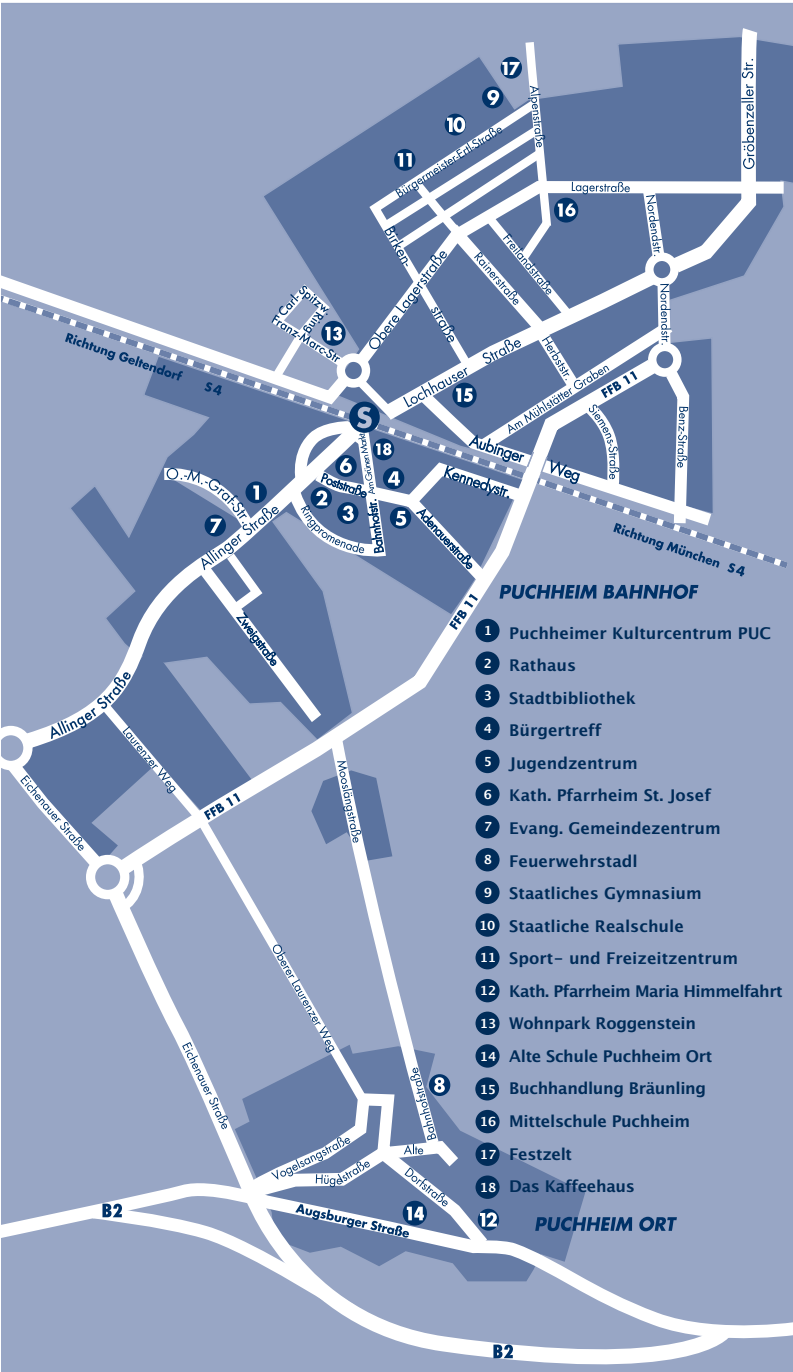 17
9
10
11
Alpenstraße
Gröbenzeller Str.
Bürgermeister-Ertl-Straße
Lagerstraße
16
Birken-
straße
Nordendstr.
Freilandstraße
Rainerstraße
Obere Lagerstraße
Carl-Spitzw.
Ring
Franz-Marc-Str.
13
Nordendstr.
Richtung Geltendorf S4
Lochhauser Straße
Herbststr.
15
Am Mühlstätter Graben
FFB 11
Siemens-Straße
Benz-Straße
S
Aubinger Weg
18
Am Grünen Markt
6
4
Kennedystr.
O.-M.-Graf-Str.
1
Poststraße
2
3
5
Bahnhofstr.
Ringpromenade
Adenauerstraße
7
Allinger Straße
Richtung München S4
FFB 11
Zweigstraße
PUCHHEIM BAHNHOF
1 Puchheimer Kulturcentrum PUC
2 Rathaus
3 Stadtbibliothek
4 Bürgertreff
5 Jugendzentrum
6 Kath. Pfarrheim St. Josef
7 Evang. Gemeindezentrum
8 Feuerwehrstadl
9 Staatliches Gymnasium
10 Staatliche Realschule
11 Sport- und Freizeitzentrum
12 Kath. Pfarrheim Maria Himmelfahrt
13 Wohnpark Roggenstein
14 Alte Schule Puchheim Ort
15 Buchhandlung Bräunling
16 Mittelschule Puchheim
17 Festzelt
18 Das Kaffeehaus
PUCHHEIM ORT
Allinger Straße
Laurenzer Weg
Eichenauer Straße
FFB 11
Mooslängstraße
Oberer Laurenzer Weg
Eichenauer Straße
8
Alte Bahnhofstraße
Vogelsangstraße
Hügelstraße
Dorfstraße
14
12
Augsburger Straße
B2
B2